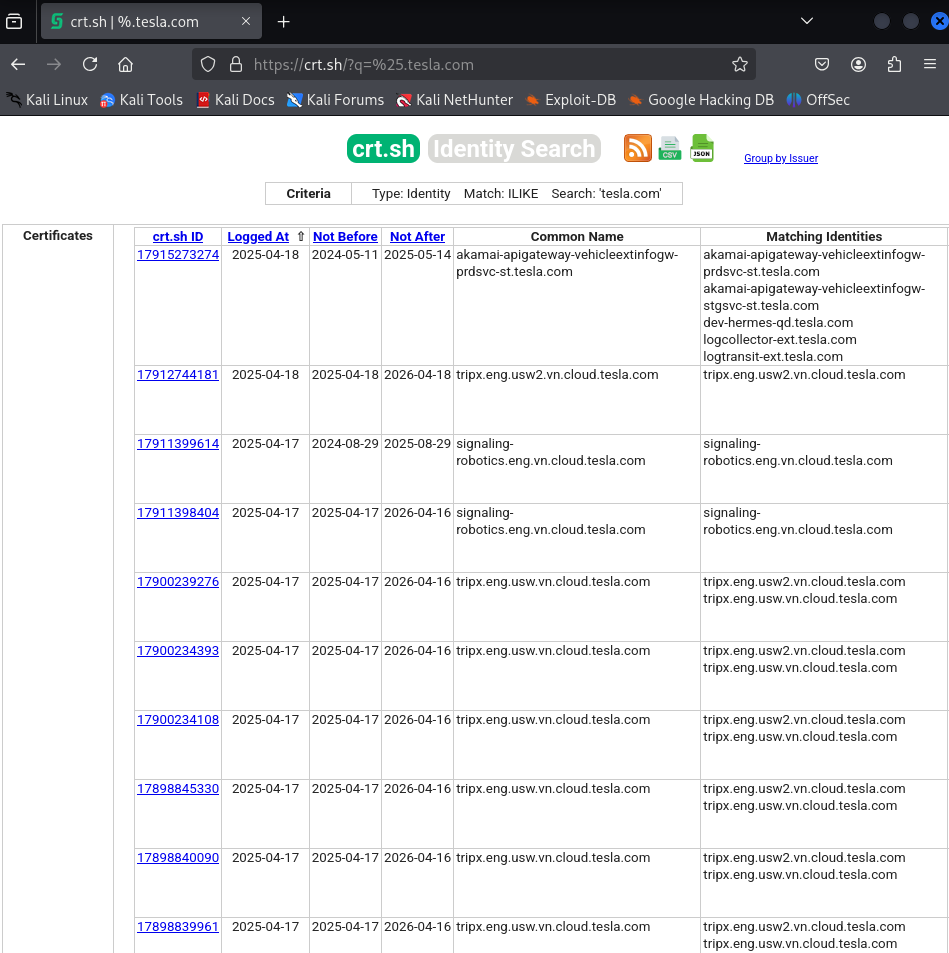 crt.sh | %.tesla.com
https://crt.sh/?q=%25.tesla.com
Kali Linux Kali Tools Kali Docs Kali Forums Kali NetHunter Exploit-DB Google Hacking DB OffSec
crt.sh Identity Search CSV JSON Group by Issuer
Criteria Type: Identity Match: ILIKE Search: 'tesla.com'
Certificates crt.sh ID Logged At ⇧ Not Before Not After Common Name Matching Identities
17915273274 2025-04-18 2024-05-11 2025-05-14 akamai-apigateway-vehicleextinfogw- akamai-apigateway-vehicleextinfogw-
prdsvc-st.tesla.com prdsvc-st.tesla.com
akamai-apigateway-vehicleextinfogw-
stgsvc-st.tesla.com
dev-hermes-qd.tesla.com
logcollector-ext.tesla.com
logtransit-ext.tesla.com
17912744181 2025-04-18 2025-04-18 2026-04-18 tripx.eng.usw2.vn.cloud.tesla.com tripx.eng.usw2.vn.cloud.tesla.com
17911399614 2025-04-17 2024-08-29 2025-08-29 signaling- signaling-
robotics.eng.vn.cloud.tesla.com robotics.eng.vn.cloud.tesla.com
17911398404 2025-04-17 2025-04-17 2026-04-16 signaling- signaling-
robotics.eng.vn.cloud.tesla.com robotics.eng.vn.cloud.tesla.com
17900239276 2025-04-17 2025-04-17 2026-04-16 tripx.eng.usw.vn.cloud.tesla.com tripx.eng.usw2.vn.cloud.tesla.com
tripx.eng.usw.vn.cloud.tesla.com
17900234393 2025-04-17 2025-04-17 2026-04-16 tripx.eng.usw.vn.cloud.tesla.com tripx.eng.usw2.vn.cloud.tesla.com
tripx.eng.usw.vn.cloud.tesla.com
17900234108 2025-04-17 2025-04-17 2026-04-16 tripx.eng.usw.vn.cloud.tesla.com tripx.eng.usw2.vn.cloud.tesla.com
tripx.eng.usw.vn.cloud.tesla.com
17898845330 2025-04-17 2025-04-17 2026-04-16 tripx.eng.usw.vn.cloud.tesla.com tripx.eng.usw2.vn.cloud.tesla.com
tripx.eng.usw.vn.cloud.tesla.com
17898840090 2025-04-17 2025-04-17 2026-04-16 tripx.eng.usw.vn.cloud.tesla.com tripx.eng.usw2.vn.cloud.tesla.com
tripx.eng.usw.vn.cloud.tesla.com
17898839961 2025-04-17 2025-04-17 2026-04-16 tripx.eng.usw.vn.cloud.tesla.com tripx.eng.usw2.vn.cloud.tesla.com
tripx.eng.usw.vn.cloud.tesla.com